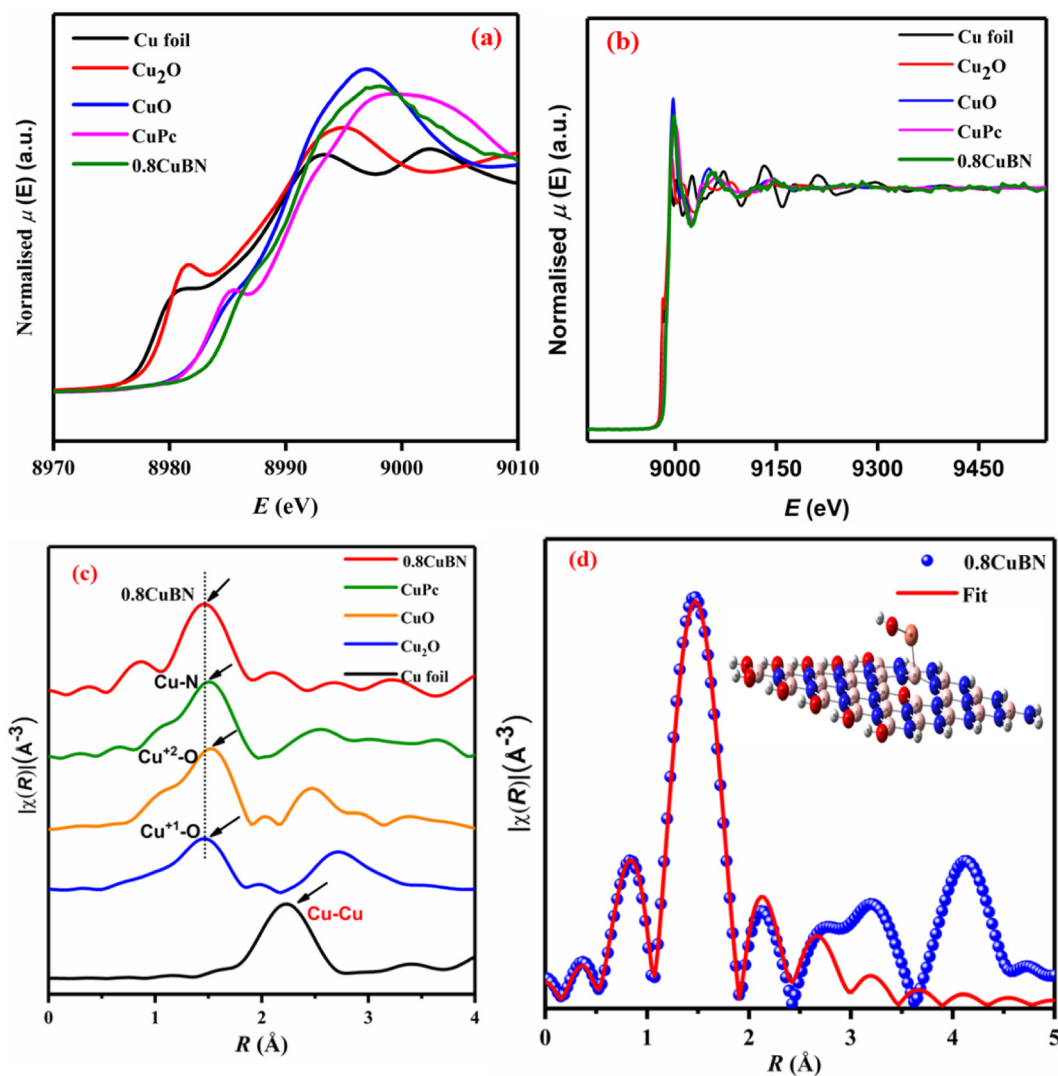 (a)
Cu foil
Cu₂O
CuO
CuPc
0.8CuBN
Normalised μ (E) (a.u.)
8970 8980 8990 9000 9010
E (eV)
(b)
Cu foil
Cu₂O
CuO
CuPc
0.8CuBN
Normalised μ (E) (a.u.)
9000 9150 9300 9450
E (eV)
(c)
0.8CuBN
CuPc
CuO
Cu₂O
Cu foil
0.8CuBN
Cu-N
Cu⁺²-O
Cu⁺¹-O
Cu-Cu
|χ(R)|(Å⁻³)
0 1 2 3 4
R (Å)
(d)
0.8CuBN
Fit
|χ(R)|(Å⁻³)
0 1 2 3 4 5
R (Å)